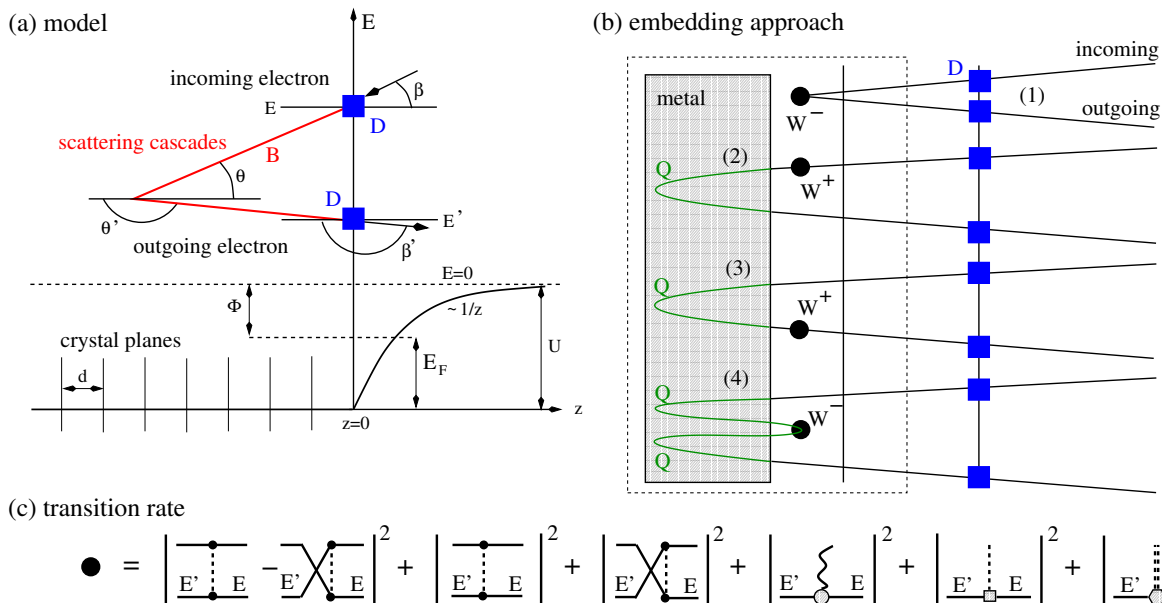 (a) model
E
incoming electron
β
E
D
scattering cascades
B
θ
D
E'
θ'
outgoing electron
β'
E=0
Φ
~ 1/z
crystal planes
U
d
E_F
z
z=0
(b) embedding approach
incoming
D
metal
(1)
W^-
outgoing
(2)
Q
W^+
(3)
Q
W^+
(4)
Q
W^-
Q
(c) transition rate
= | E' E − E' E |^2 + | E' E |^2 + | E' E |^2 + | E' E |^2 + | E' E |^2 + | E'